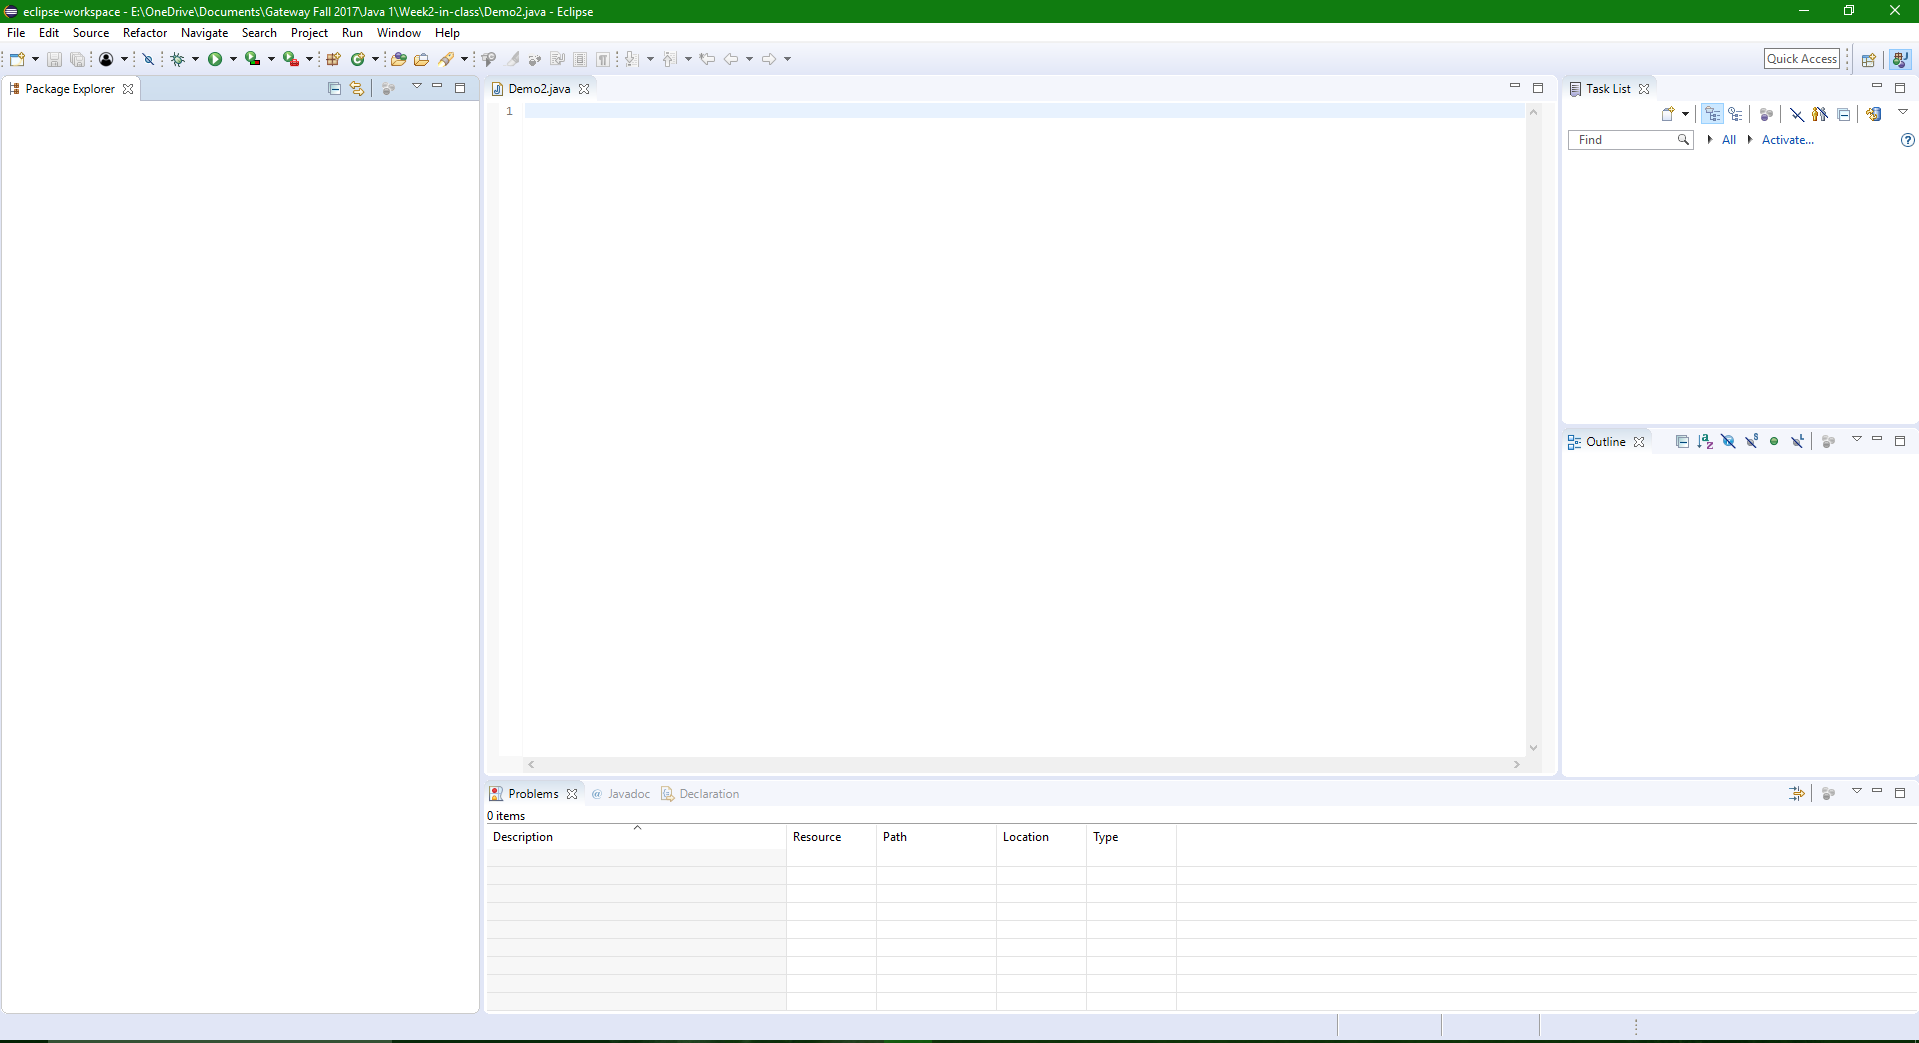 eclipse-workspace - E:\OneDrive\Documents\Gateway Fall 2017\Java 1\Week2-in-class\Demo2.java - Eclipse
File Edit Source Refactor Navigate Search Project Run Window Help
Quick Access
Package Explorer
Demo2.java
1
Task List
Find All Activate...
Outline
Problems @ Javadoc Declaration
0 items
Description Resource Path Location Type